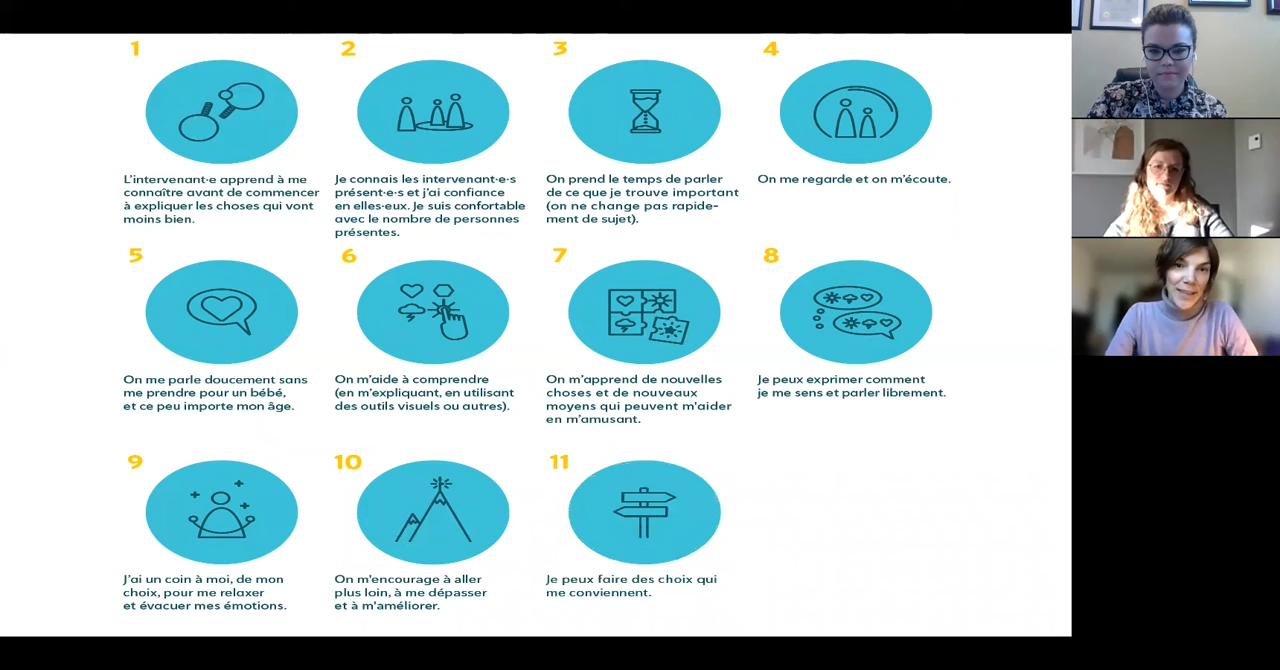 1
L'intervenant·e apprend à me
connaître avant de commencer
à expliquer les choses qui vont
moins bien.
2
Je connais les intervenant·e·s
présent·e·s et j'ai confiance
en elles·eux. Je suis confortable
avec le nombre de personnes
présentes.
3
On prend le temps de parler
de ce que je trouve important
(on ne change pas rapide-
ment de sujet).
4
On me regarde et on m'écoute.
5
On me parle doucement sans
me prendre pour un bébé,
et ce peu importe mon âge.
6
On m'aide à comprendre
(en m'expliquant, en utilisant
des outils visuels ou autres).
7
On m'apprend de nouvelles
choses et de nouveaux
moyens qui peuvent m'aider
en m'amusant.
8
Je peux exprimer comment
je me sens et parler librement.
9
J'ai un coin à moi, de mon
choix, pour me relaxer
et évacuer mes émotions.
10
On m'encourage à aller
plus loin, à me dépasser
et à m'améliorer.
11
Je peux faire des choix qui
me conviennent.